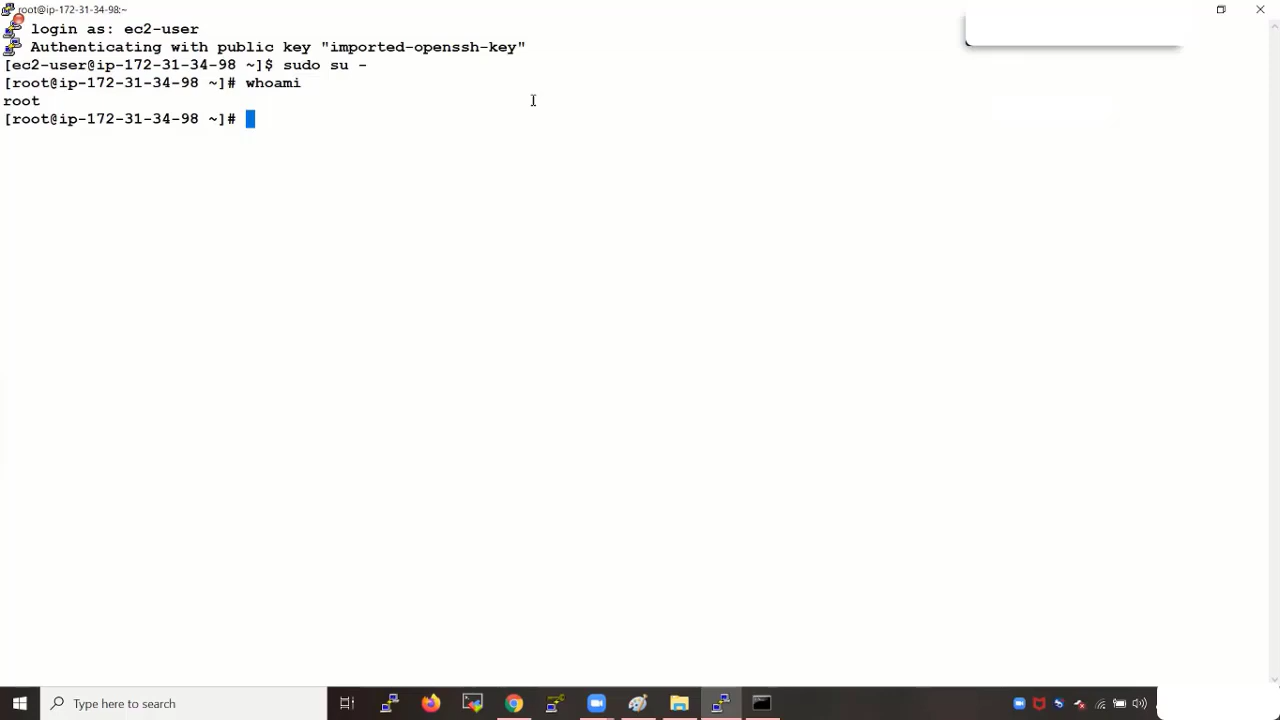 root@ip-172-31-34-98:~
login as: ec2-user
Authenticating with public key "imported-openssh-key"
[ec2-user@ip-172-31-34-98 ~]$ sudo su -
[root@ip-172-31-34-98 ~]# whoami
root
[root@ip-172-31-34-98 ~]#
Type here to search